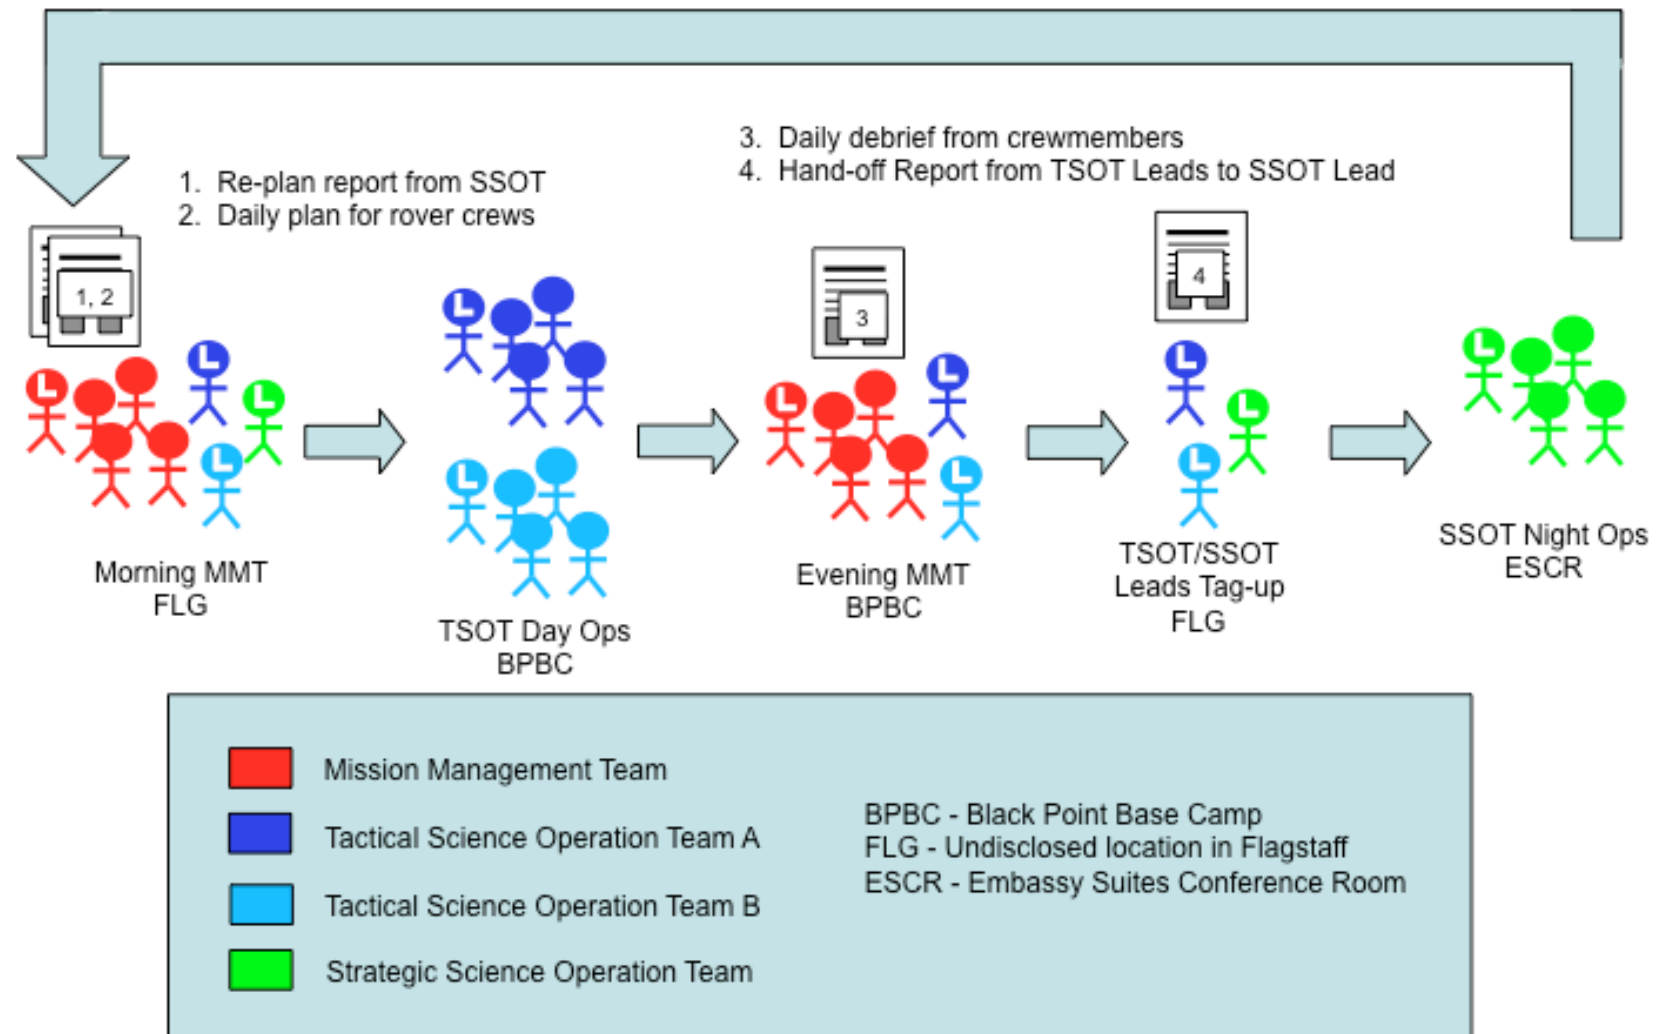 3. Daily debrief from crewmembers
4. Hand-off Report from TSOT Leads to SSOT Lead
1. Re-plan report from SSOT
2. Daily plan for rover crews
1, 2
3
4
L
L
L
L
L
L
L
L
L
L
L
L
L
Morning MMT
FLG
TSOT Day Ops
BPBC
Evening MMT
BPBC
TSOT/SSOT
Leads Tag-up
FLG
SSOT Night Ops
ESCR
Mission Management Team
Tactical Science Operation Team A
Tactical Science Operation Team B
Strategic Science Operation Team
BPBC - Black Point Base Camp
FLG - Undisclosed location in Flagstaff
ESCR - Embassy Suites Conference Room